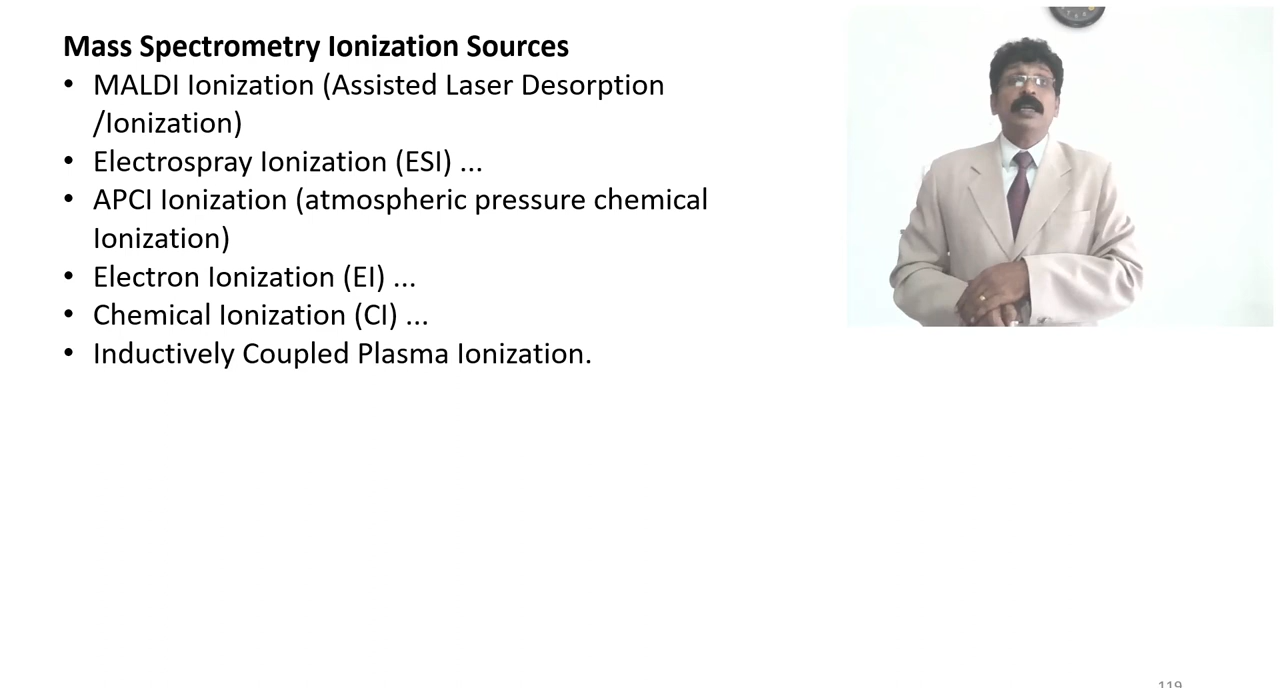 Mass Spectrometry Ionization Sources
• MALDI Ionization (Assisted Laser Desorption
/Ionization)
• Electrospray Ionization (ESI) ...
• APCI Ionization (atmospheric pressure chemical
Ionization)
• Electron Ionization (EI) ...
• Chemical Ionization (CI) ...
• Inductively Coupled Plasma Ionization.
119